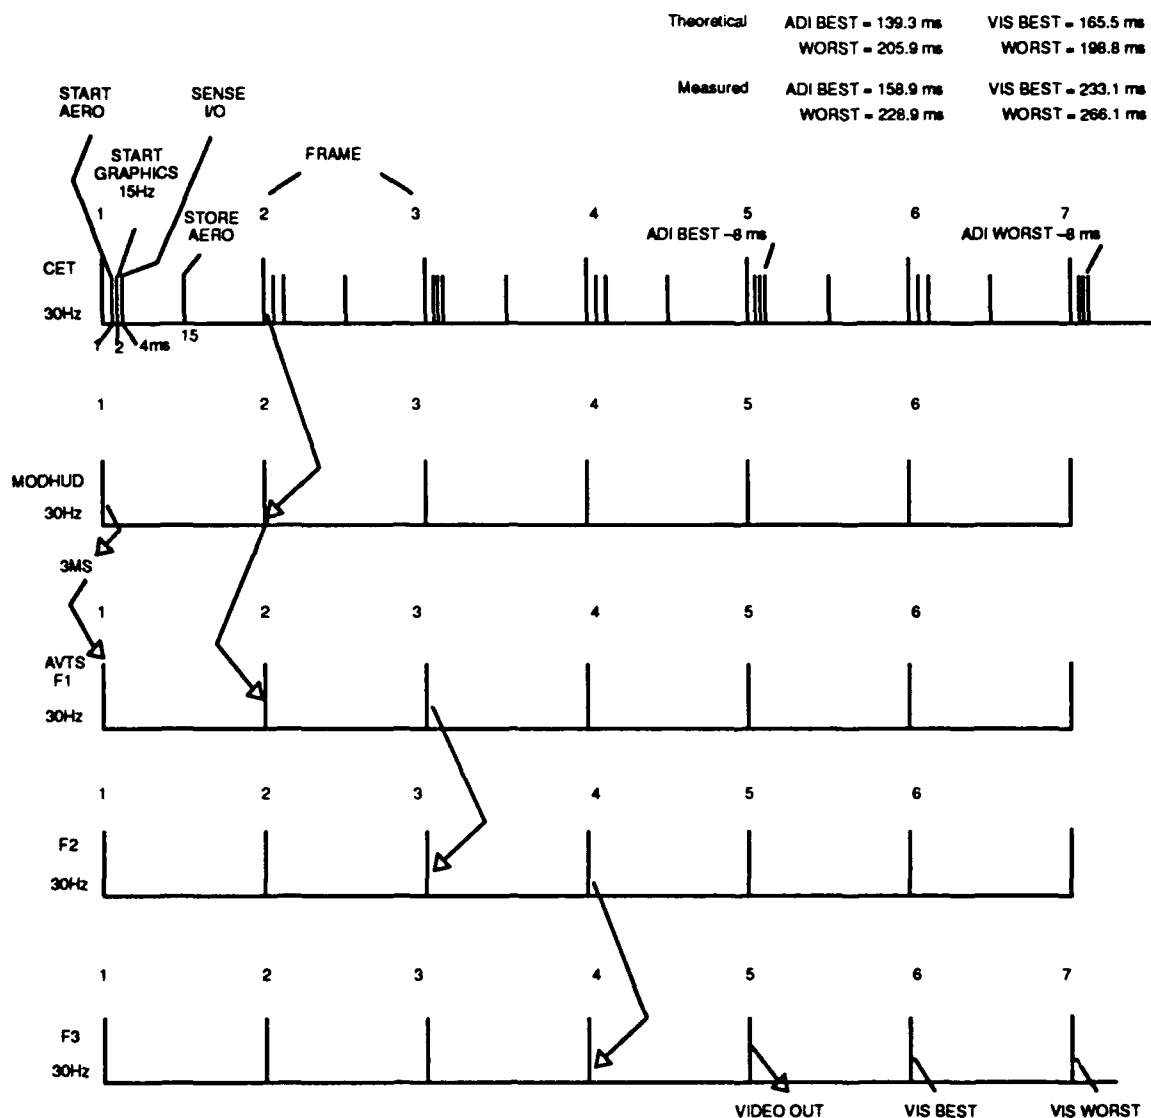 Theoretical ADI BEST = 139.3 ms VIS BEST = 165.5 ms
WORST = 205.9 ms WORST = 198.8 ms
Measured ADI BEST = 158.9 ms VIS BEST = 233.1 ms
WORST = 228.9 ms WORST = 266.1 ms
START
AERO
SENSE
I/O
START
GRAPHICS
15Hz
FRAME
STORE
AERO
1 2 3 4 5 6 7
ADI BEST ~8 ms ADI WORST ~8 ms
CET
30Hz
1 2 4ms 15
1 2 3 4 5 6
MODHUD
30Hz
3MS
1 2 3 4 5 6
AVTS
F1
30Hz
1 2 3 4 5 6
F2
30Hz
1 2 3 4 5 6 7
F3
30Hz
VIDEO OUT VIS BEST VIS WORST